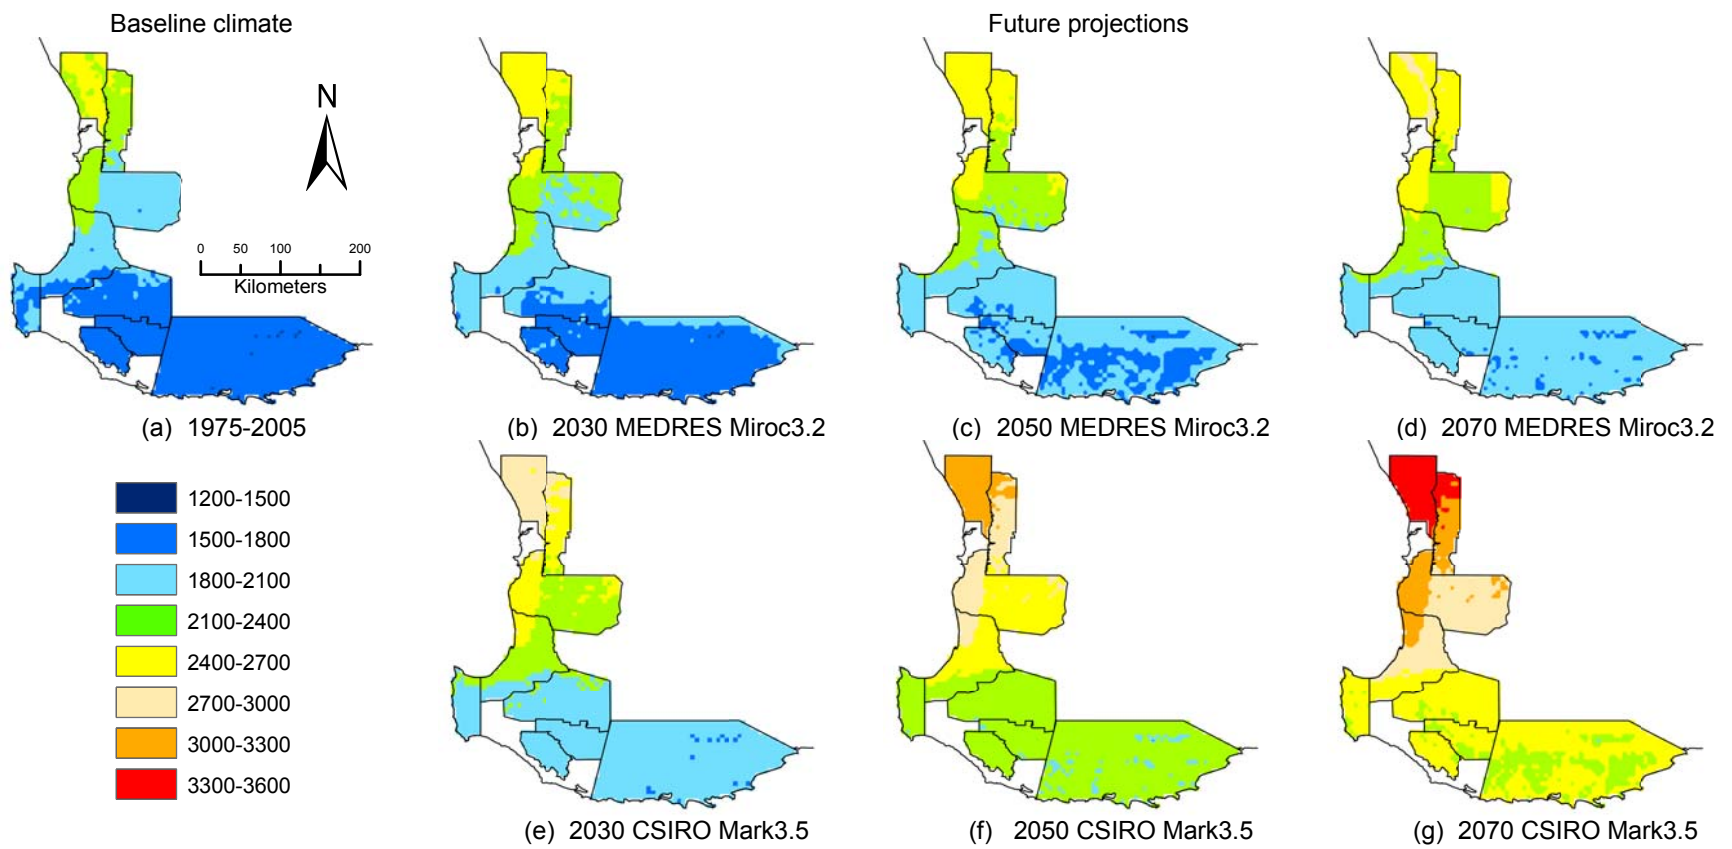 Baseline climate
Future projections
N
0 50 100 200
Kilometers
(a) 1975-2005
(b) 2030 MEDRES Miroc3.2
(c) 2050 MEDRES Miroc3.2
(d) 2070 MEDRES Miroc3.2
1200-1500
1500-1800
1800-2100
2100-2400
2400-2700
2700-3000
3000-3300
3300-3600
(e) 2030 CSIRO Mark3.5
(f) 2050 CSIRO Mark3.5
(g) 2070 CSIRO Mark3.5